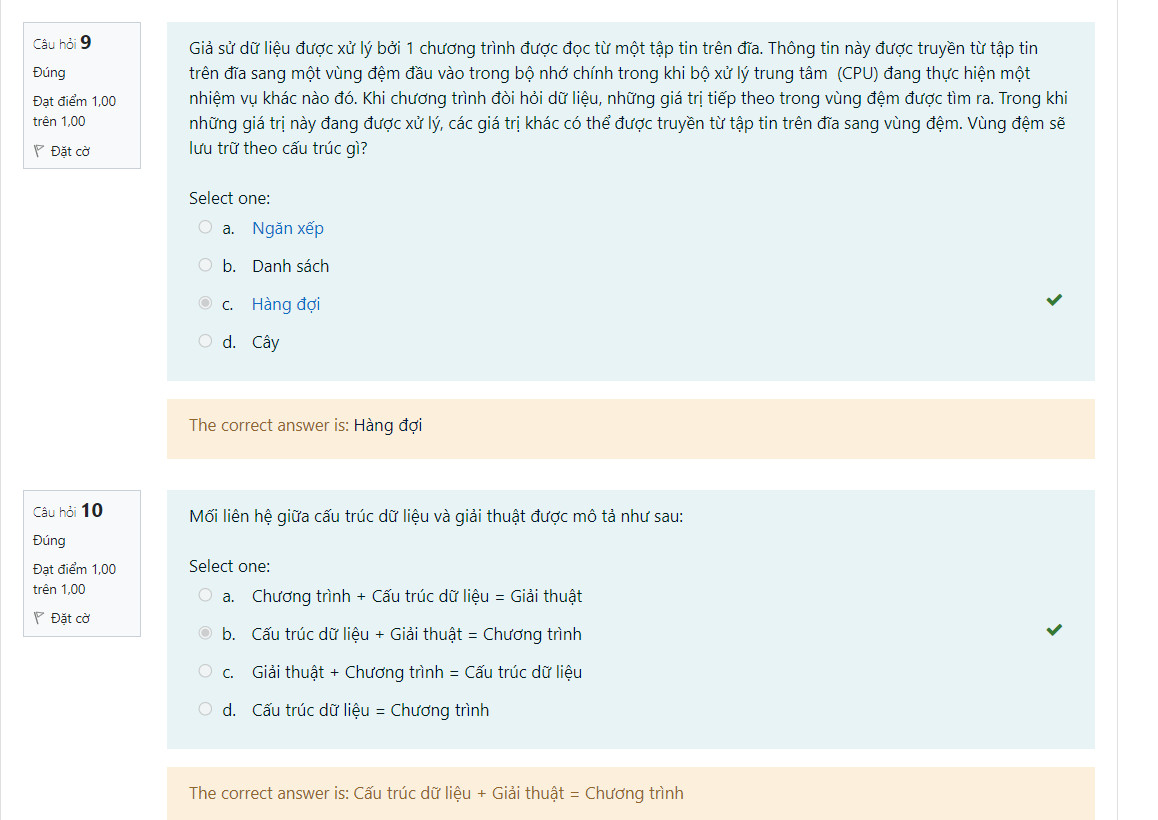 Câu hỏi 9
Đúng
Đạt điểm 1,00
trên 1,00
Đặt cờ
Giả sử dữ liệu được xử lý bởi 1 chương trình được đọc từ một tập tin trên đĩa. Thông tin này được truyền từ tập tin
trên đĩa sang một vùng đệm đầu vào trong bộ nhớ chính trong khi bộ xử lý trung tâm (CPU) đang thực hiện một
nhiệm vụ khác nào đó. Khi chương trình đòi hỏi dữ liệu, những giá trị tiếp theo trong vùng đệm được tìm ra. Trong khi
những giá trị này đang được xử lý, các giá trị khác có thể được truyền từ tập tin trên đĩa sang vùng đệm. Vùng đệm sẽ
lưu trữ theo cấu trúc gì?
Select one:
a. Ngăn xếp
b. Danh sách
c. Hàng đợi
d. Cây
The correct answer is: Hàng đợi
Câu hỏi 10
Đúng
Đạt điểm 1,00
trên 1,00
Đặt cờ
Mối liên hệ giữa cấu trúc dữ liệu và giải thuật được mô tả như sau:
Select one:
a. Chương trình + Cấu trúc dữ liệu = Giải thuật
b. Cấu trúc dữ liệu + Giải thuật = Chương trình
c. Giải thuật + Chương trình = Cấu trúc dữ liệu
d. Cấu trúc dữ liệu = Chương trình
The correct answer is: Cấu trúc dữ liệu + Giải thuật = Chương trình